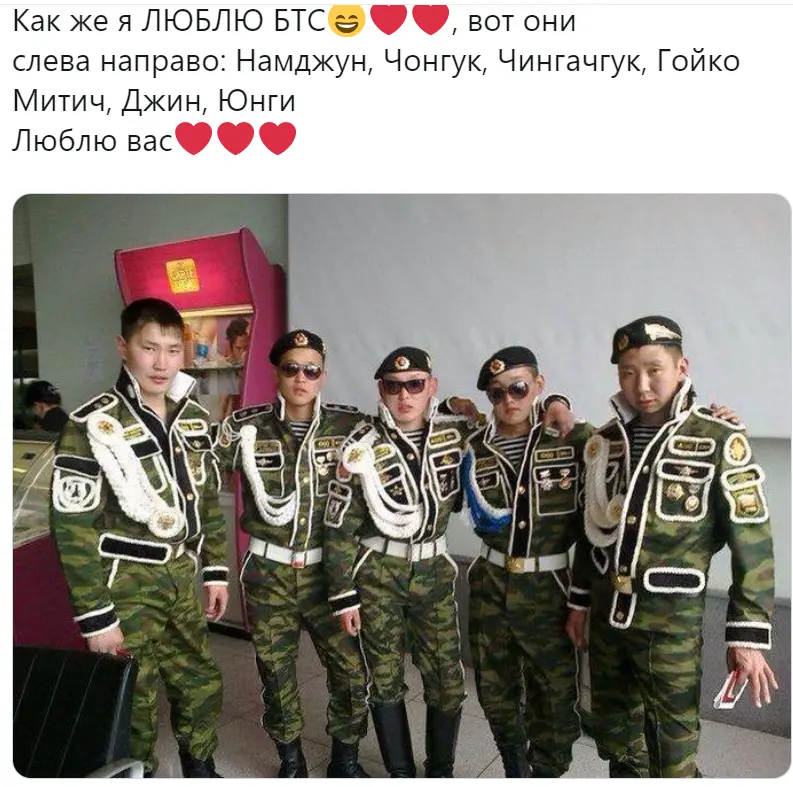 Как же я ЛЮБЛЮ БТС😄❤❤, вот они
слева направо: Намджун, Чонгук, Чингачгук, Гойко
Митич, Джин, Юнги
Люблю вас❤❤❤